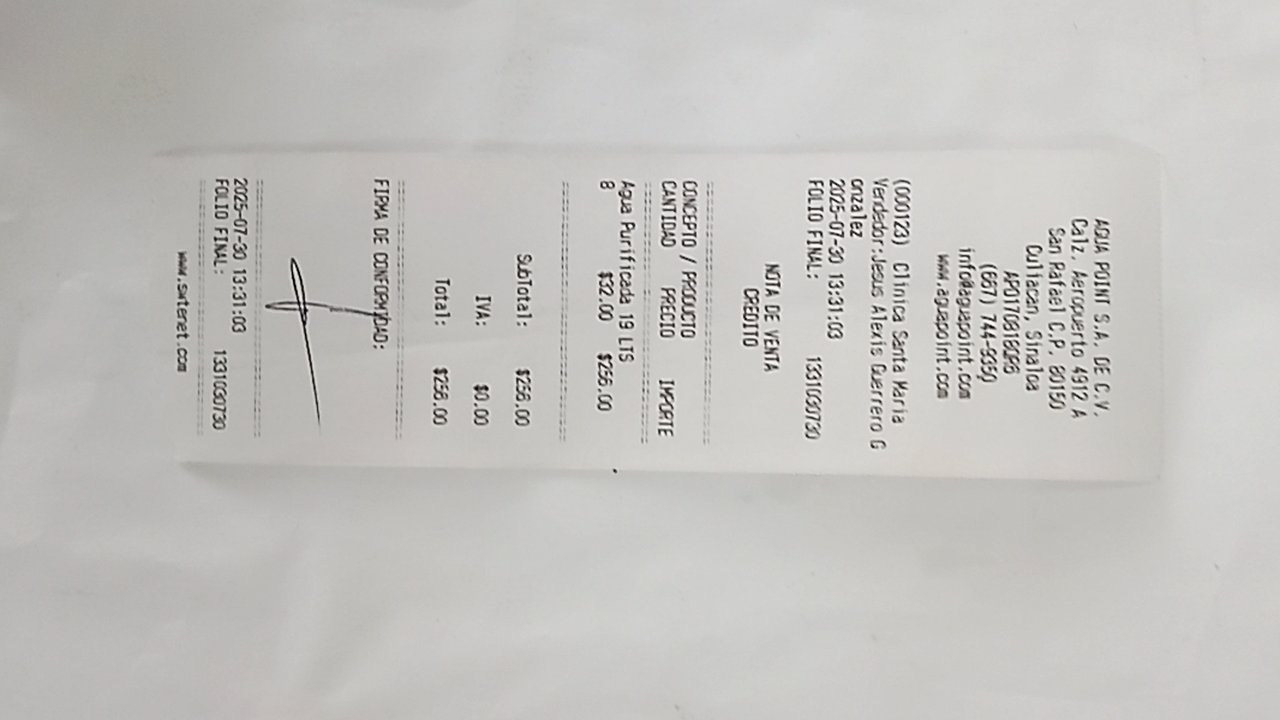 AGUA POINT S.A. DE C.V.
Calz. Aeropuerto 4912 A
San Rafael C.P. 80150
Culiacan, Sinaloa
APO170818QB6
(667) 744-9350
info@aguapoint.com
www.aguapoint.com
(000123) Clinica Santa Maria
Vendedor:Jesus Alexis Guerrero G
onzalez
2025-07-30 13:31:03
FOLIO FINAL: 1331030730
NOTA DE VENTA
CREDITO
CONCEPTO / PRODUCTO
CANTIDAD PRECIO IMPORTE
Agua Purificada 19 LTS
8 $32.00 $256.00
SubTotal: $256.00
IVA: $0.00
Total: $256.00
FIRMA DE CONFORMIDAD:
2025-07-30 13:31:03
FOLIO FINAL: 1331030730
www.swtenet.com